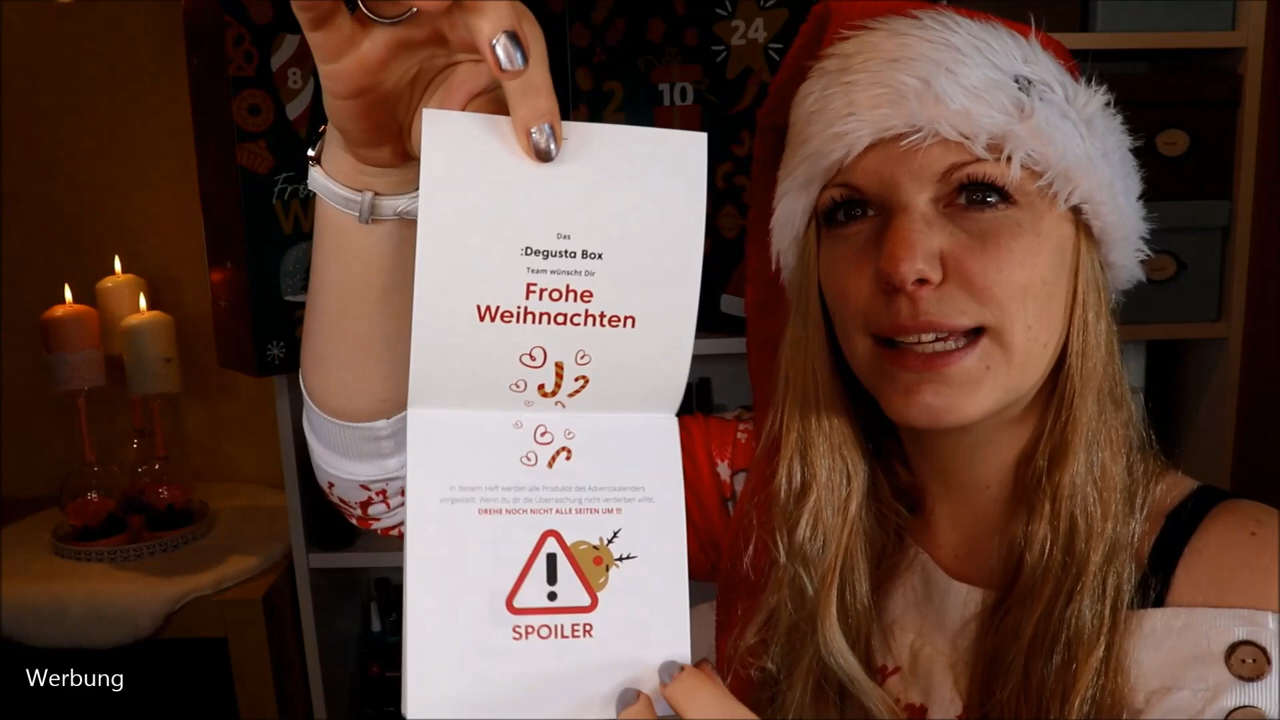 8
24
2
10
Das
:Degusta Box
Team wünscht Dir
Frohe
Weihnachten
In diesem Heft werden alle Produkte des Adventskalenders
vorgestellt. Wenn du dir die Überraschung nicht verderben willst,
DREHE NOCH NICHT ALLE SEITEN UM !!!
SPOILER
Werbung